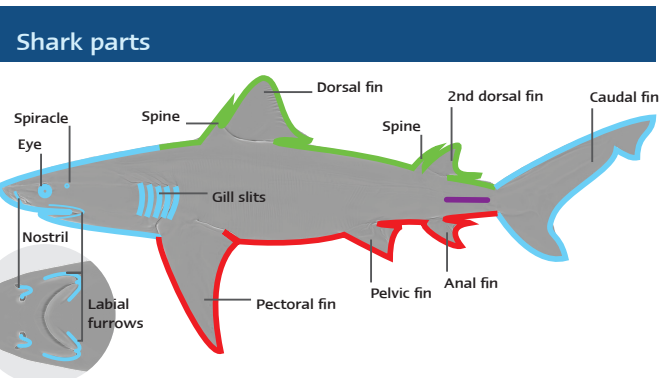 Shark parts
Dorsal fin
2nd dorsal fin
Caudal fin
Spine
Spiracle
Spine
Eye
Gill slits
Nostril
Labial
furrows
Pectoral fin
Pelvic fin
Anal fin